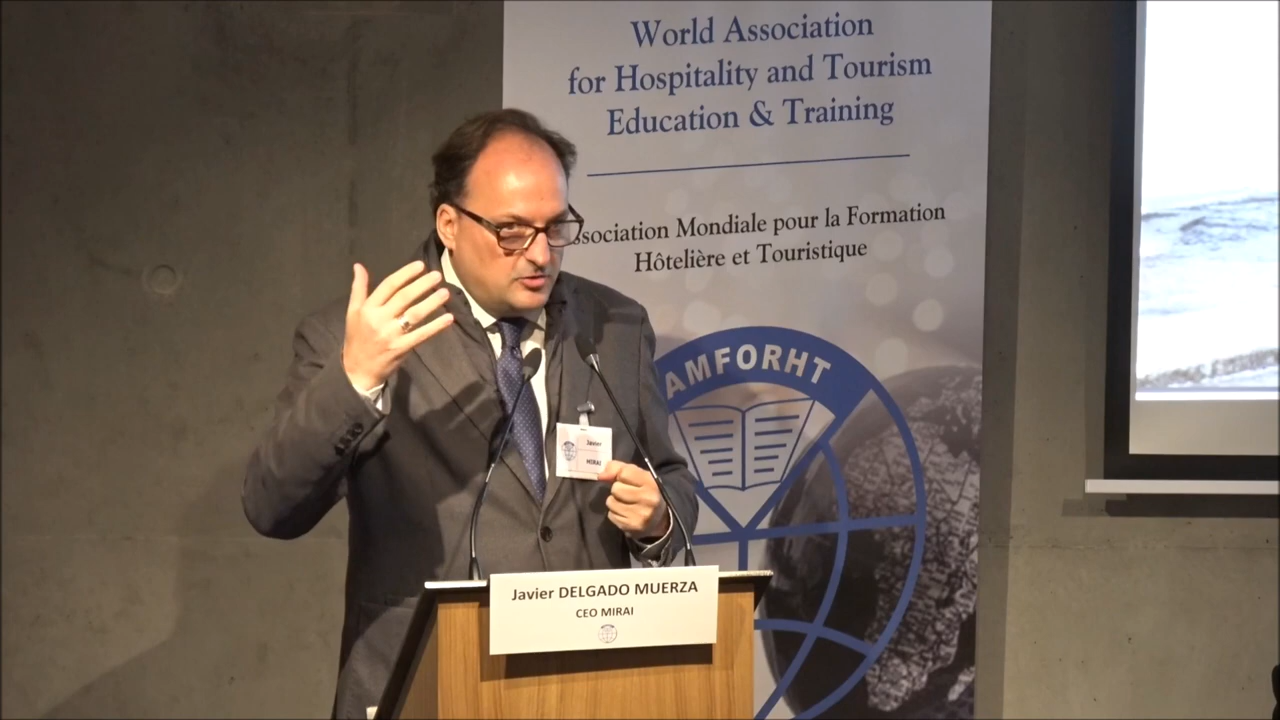 World Association
for Hospitality and Tourism
Education & Training
ssociation Mondiale pour la Formation
Hôtelière et Touristique
AMFORHT
Javier
MIRAI
Javier DELGADO MUERZA
CEO MIRAI